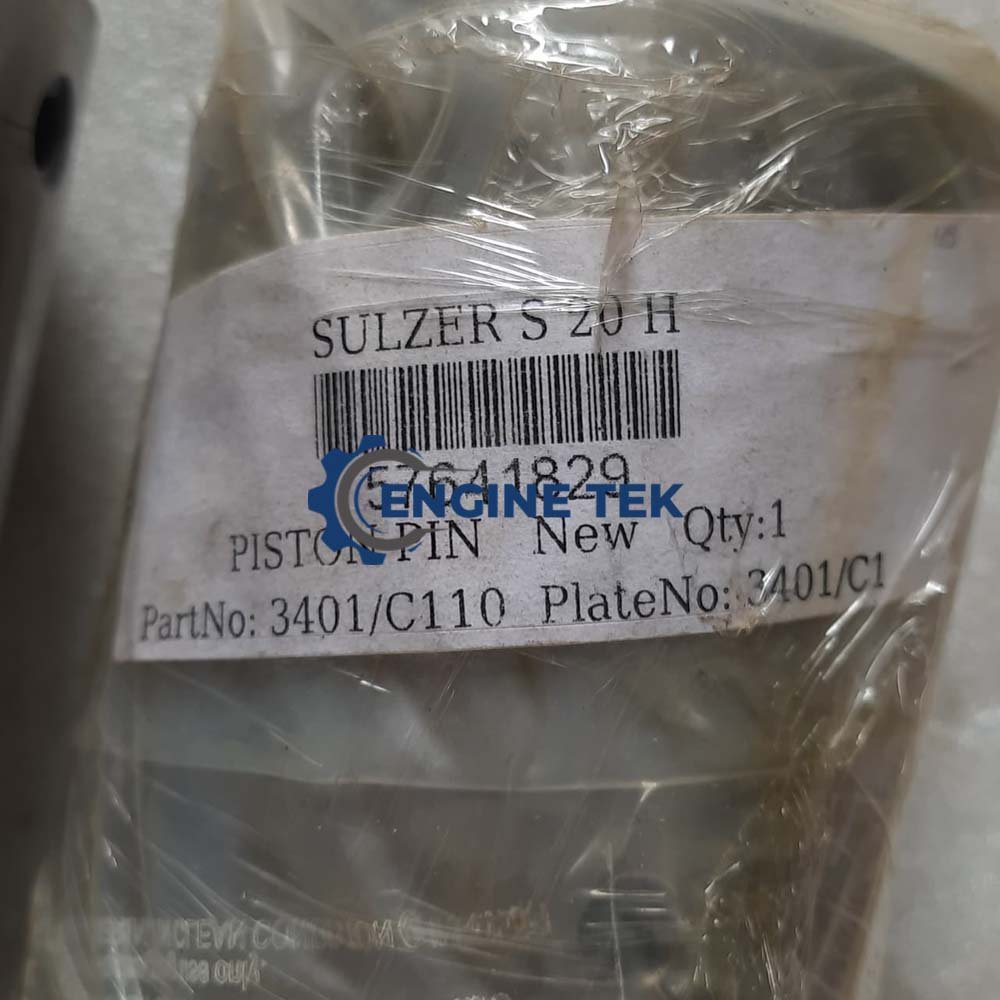 SULZER S 20 H
57641829
ENGINE TEK
PISTON PIN New Qty:1
PartNo: 3401/C110 PlateNo: 3401/C1